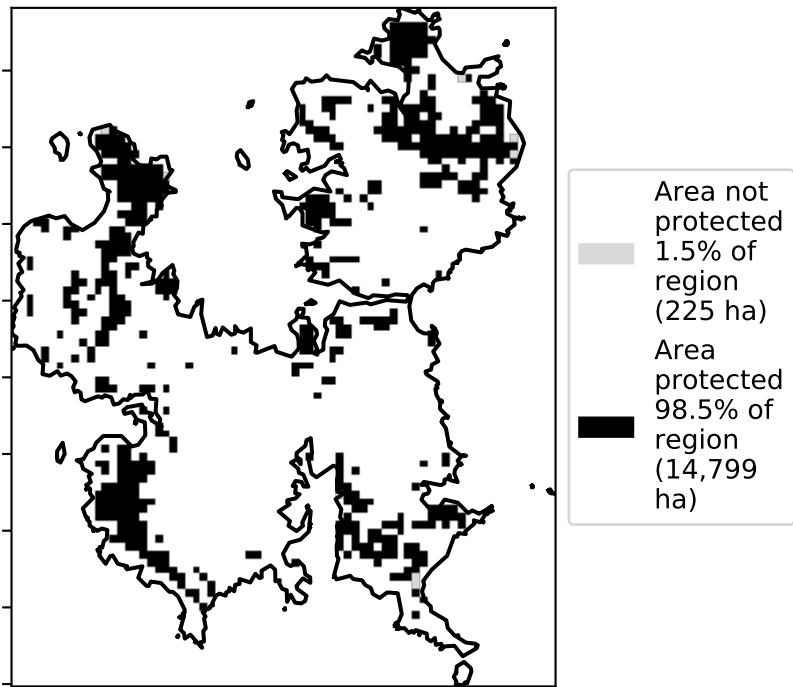 Area not
protected
1.5% of
region
(225 ha)
Area
protected
98.5% of
region
(14,799
ha)